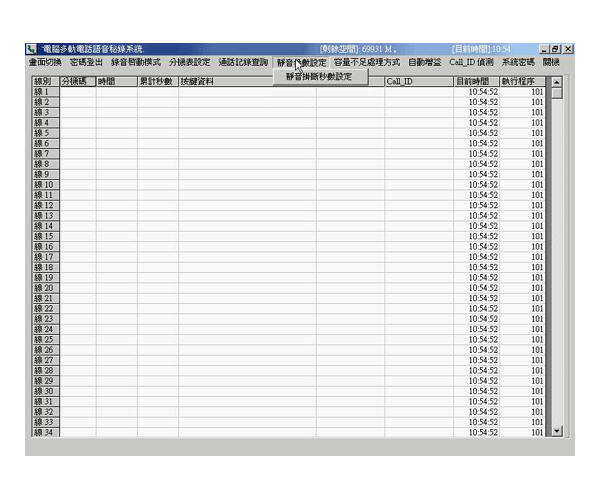 電腦多軌電話語音秘錄系統. [剩餘空間]: 69931 M , [目前時間]:10:54
畫面切換 密碼登出 錄音啓動模式 分機表設定 通話記錄查詢 靜音秒數設定 容量不足處理方式 自動增益 Call_ID 偵測 系統密碼 關機
靜音掛斷秒數設定
線別 分機碼 時間 累計秒數 按鍵資料 Call_ID 目前時間 執行程序
線 1 10:54:52 101
線 2 10:54:52 101
線 3 10:54:52 101
線 4 10:54:52 101
線 5 10:54:52 101
線 6 10:54:52 101
線 7 10:54:52 101
線 8 10:54:52 101
線 9 10:54:52 101
線 10 10:54:52 101
線 11 10:54:52 101
線 12 10:54:52 101
線 13 10:54:52 101
線 14 10:54:52 101
線 15 10:54:52 101
線 16 10:54:52 101
線 17 10:54:52 101
線 18 10:54:52 101
線 19 10:54:52 101
線 20 10:54:52 101
線 21 10:54:52 101
線 22 10:54:52 101
線 23 10:54:52 101
線 24 10:54:52 101
線 25 10:54:52 101
線 26 10:54:52 101
線 27 10:54:52 101
線 28 10:54:52 101
線 29 10:54:52 101
線 30 10:54:52 101
線 31 10:54:52 101
線 32 10:54:52 101
線 33 10:54:52 101
線 34 10:54:52 101